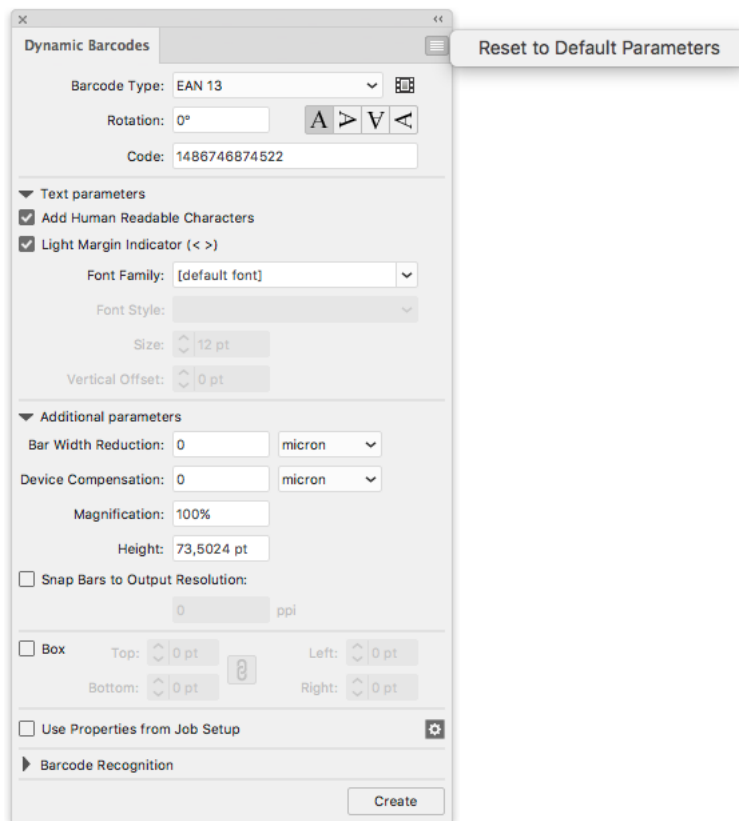 Dynamic Barcodes
Reset to Default Parameters
Barcode Type: EAN 13
Rotation: 0° A A A A
Code: 1486746874522
Text parameters
Add Human Readable Characters
Light Margin Indicator (< >)
Font Family: [default font]
Font Style:
Size: 12 pt
Vertical Offset: 0 pt
Additional parameters
Bar Width Reduction: 0 micron
Device Compensation: 0 micron
Magnification: 100%
Height: 73,5024 pt
Snap Bars to Output Resolution:
0 ppi
Box Top: 0 pt Left: 0 pt
Bottom: 0 pt Right: 0 pt
Use Properties from Job Setup
Barcode Recognition
Create